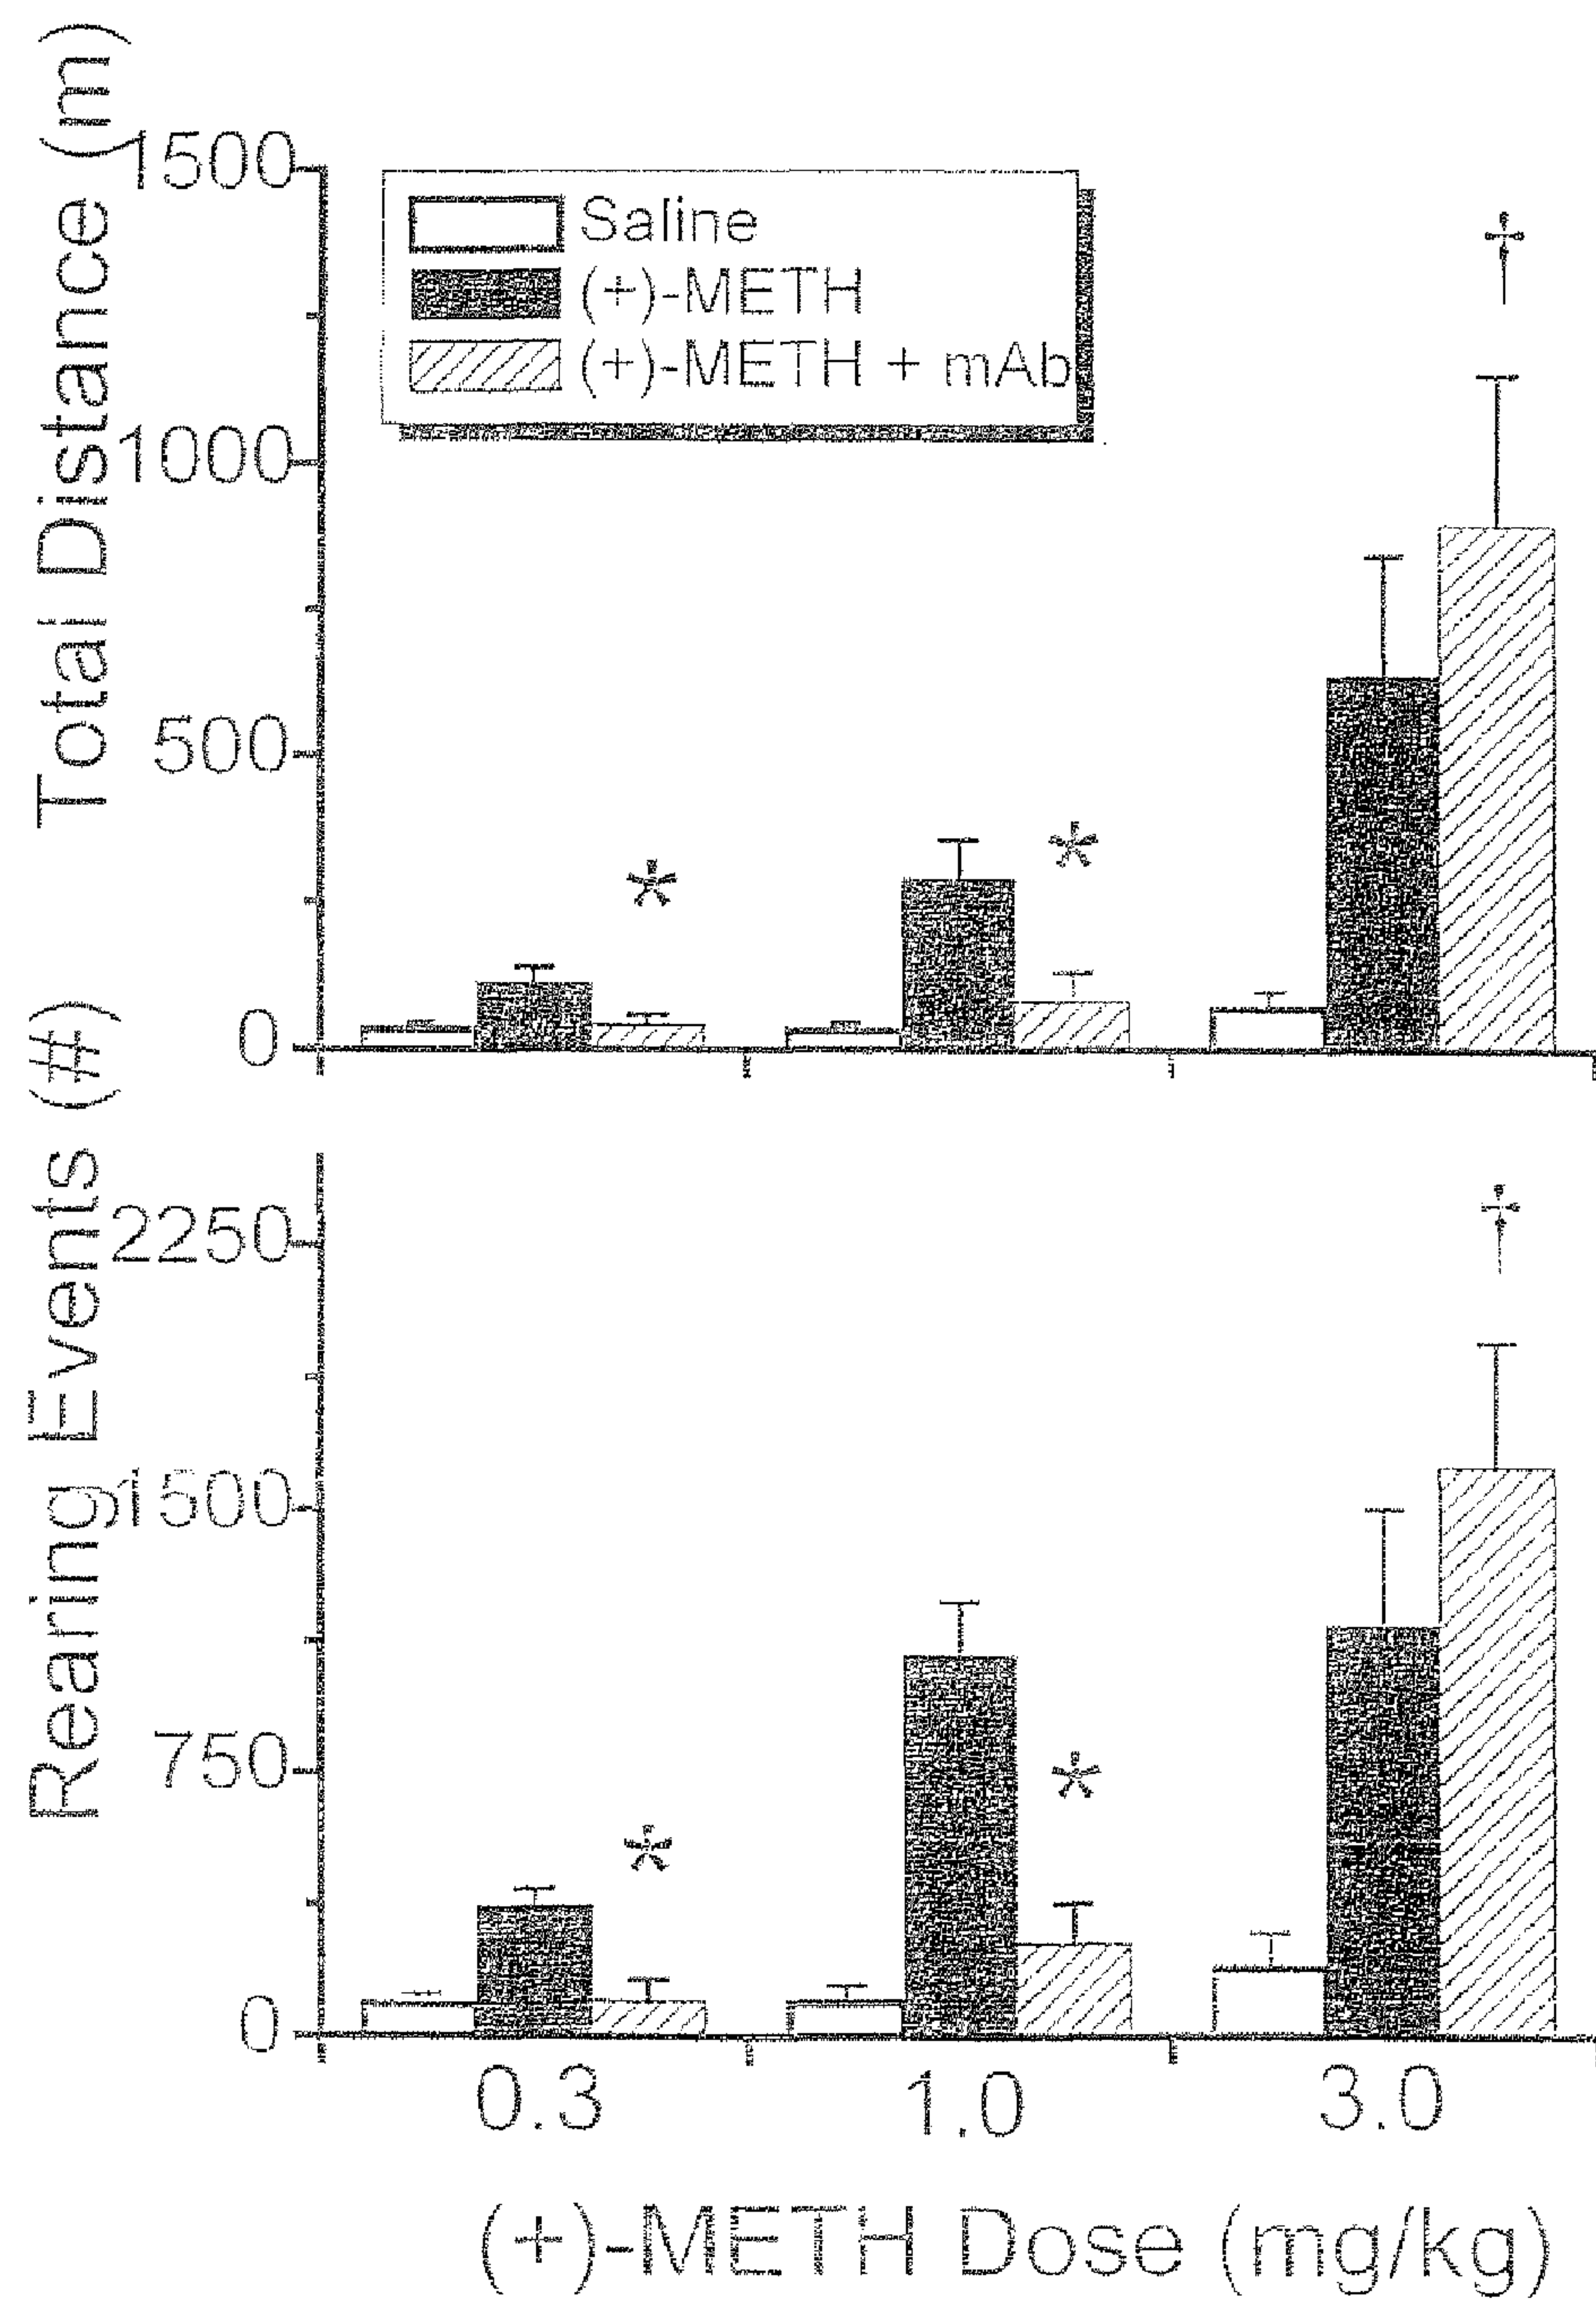 Total Distance (m)
1500
1000
500
0
Saline
(+)-METH
(+)-METH + mAb
†
*
*
Rearing Events (#)
2250
1500
750
0
†
*
*
0.3 1.0 3.0
(+)-METH Dose (mg/kg)